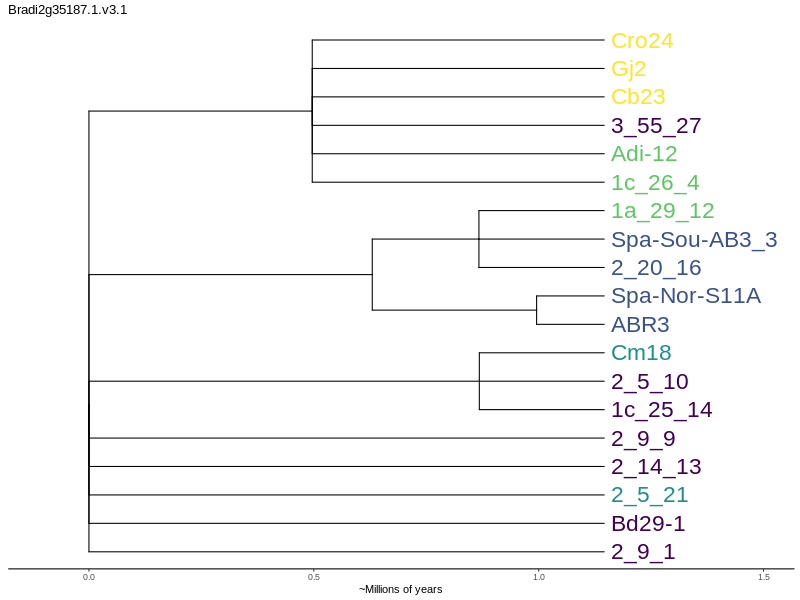 Bradi2g35187.1.v3.1
Cro24
Gj2
Cb23
3_55_27
Adi-12
1c_26_4
1a_29_12
Spa-Sou-AB3_3
2_20_16
Spa-Nor-S11A
ABR3
Cm18
2_5_10
1c_25_14
2_9_9
2_14_13
2_5_21
Bd29-1
2_9_1
0.0 0.5 1.0 1.5
~Millions of years